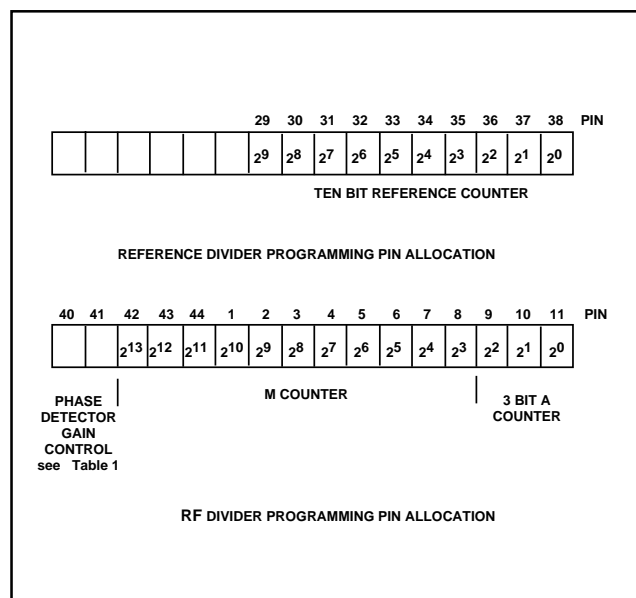 29 30 31 32 33 34 35 36 37 38 PIN
2⁹ 2⁸ 2⁷ 2⁶ 2⁵ 2⁴ 2³ 2² 2¹ 2⁰
TEN BIT REFERENCE COUNTER
REFERENCE DIVIDER PROGRAMMING PIN ALLOCATION
40 41 42 43 44 1 2 3 4 5 6 7 8 9 10 11 PIN
2¹³ 2¹² 2¹¹ 2¹⁰ 2⁹ 2⁸ 2⁷ 2⁶ 2⁵ 2⁴ 2³ 2² 2¹ 2⁰
PHASE
DETECTOR
GAIN
CONTROL
see Table 1
M COUNTER
3 BIT A
COUNTER
RF DIVIDER PROGRAMMING PIN ALLOCATION